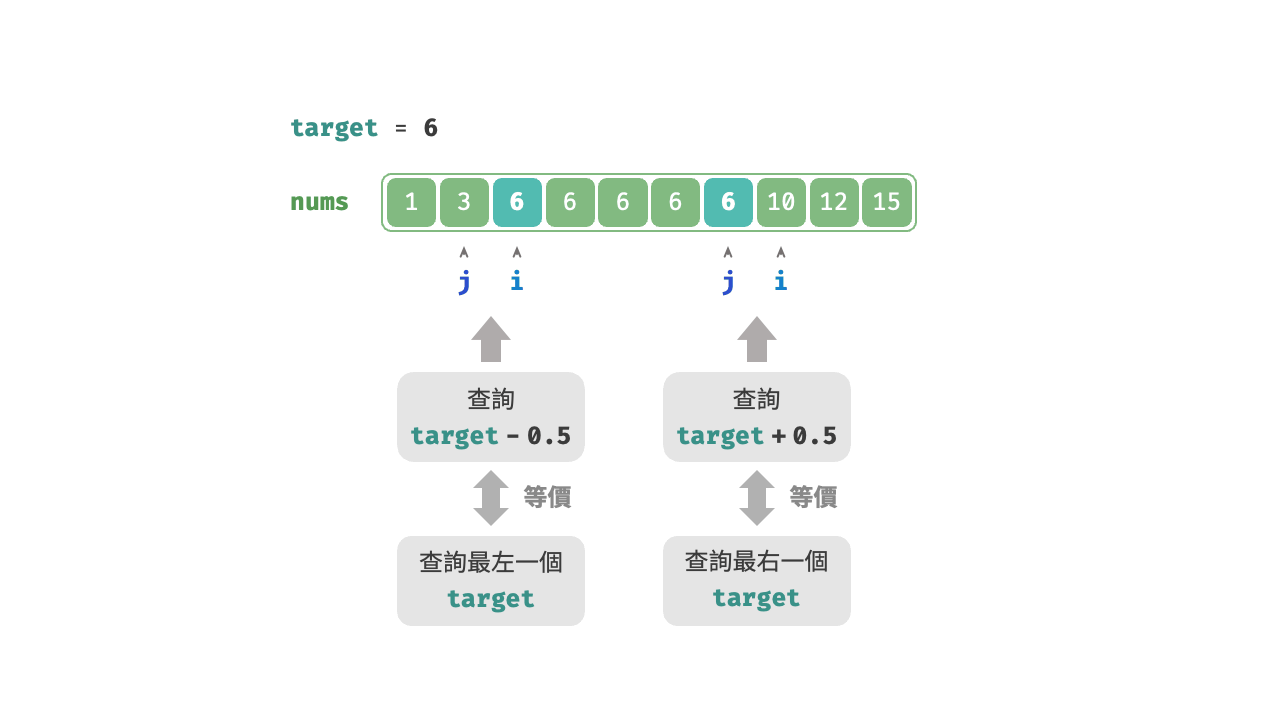 target = 6
nums 1 3 6 6 6 6 6 10 12 15
j i j i
查詢
target - 0.5
查詢
target + 0.5
等價
等價
查詢最左一個
target
查詢最右一個
target